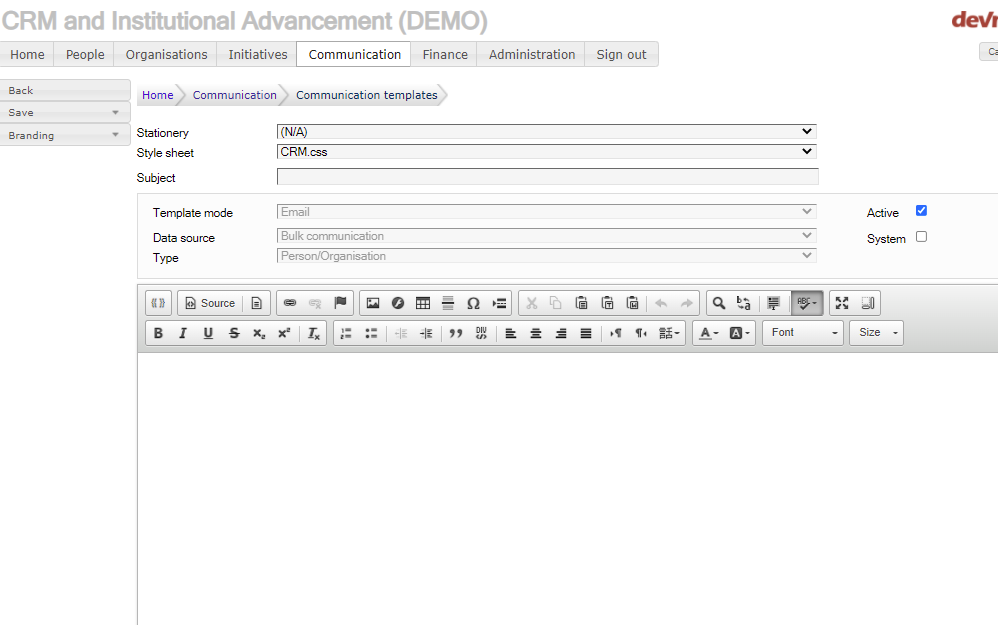 CRM and Institutional Advancement (DEMO)
Home People Organisations Initiatives Communication Finance Administration Sign out
Back
Save
Branding
Home Communication Communication templates
Stationery (N/A)
Style sheet CRM.css
Subject
Template mode Email Active
Data source Bulk communication System
Type Person/Organisation
Source
Font Size